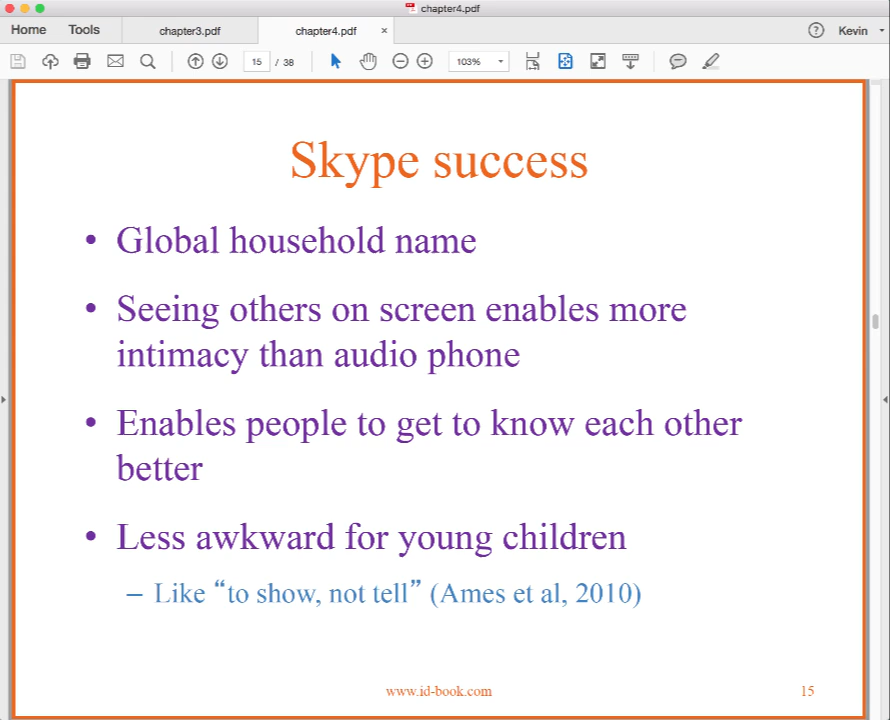 chapter4.pdf
Home Tools chapter3.pdf chapter4.pdf × ? Kevin
15 / 38 103%
Skype success
• Global household name
• Seeing others on screen enables more
intimacy than audio phone
• Enables people to get to know each other
better
• Less awkward for young children
– Like “to show, not tell” (Ames et al, 2010)
www.id-book.com 15